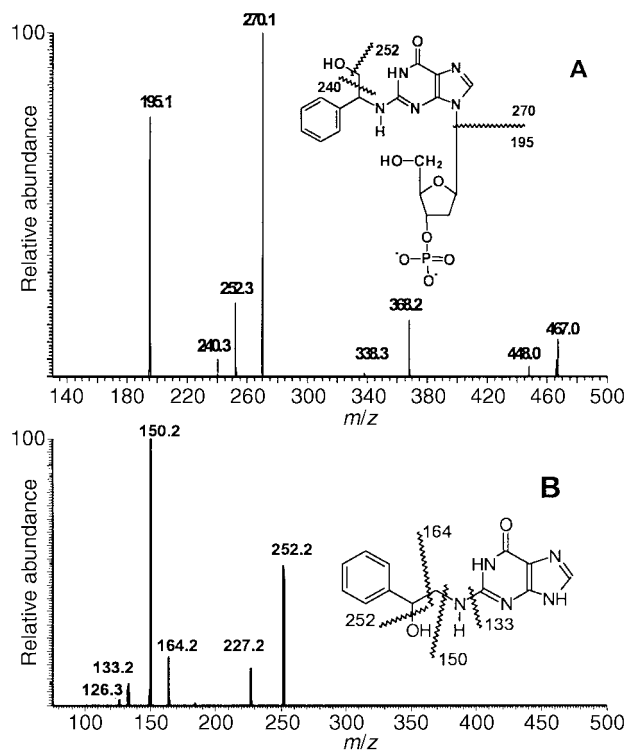 100
270.1
195.1
252.3
240.3
338.3
368.2
448.0
467.0
Relative abundance
A
HO
252
240
O
HN
N
N
N
N
H
270
195
HO-CH₂
O
O
⁻O-P=O
O⁻
140
180
220
260
300
340
380
420
460
500
m/z
100
150.2
252.2
164.2
227.2
133.2
126.3
Relative abundance
B
164
O
HN
N
N
N
NH
H
252
OH
133
150
100
150
200
250
300
350
400
450
500
m/z